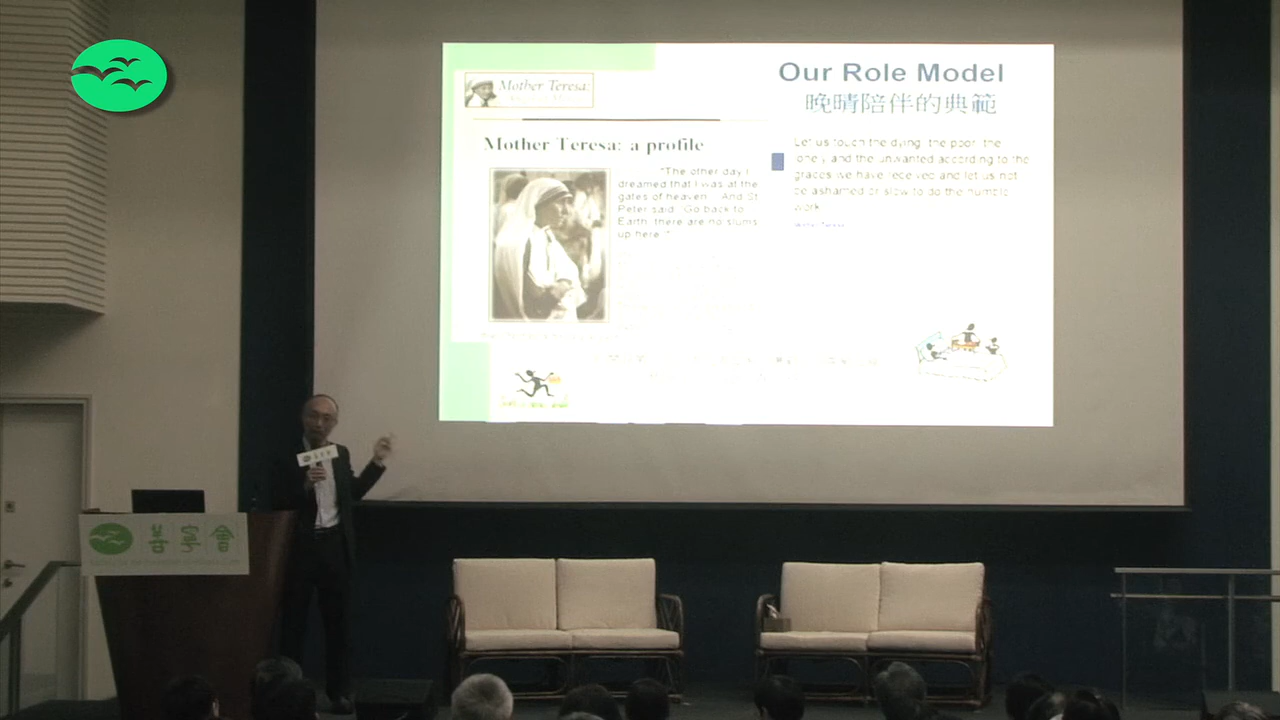 Our Role Model
晚晴陪伴的典範
Mother Teresa:
Mother Teresa: a profile
"The other day I
dreamed that I was at the
gates of heaven. And St
Peter said 'Go back to
Earth, there are no slums
up here.'"
Let us touch the dying, the poor, the
lonely and the unwanted according to the
graces we have received and let us not
be ashamed or slow to do the humble
work.
善寧會